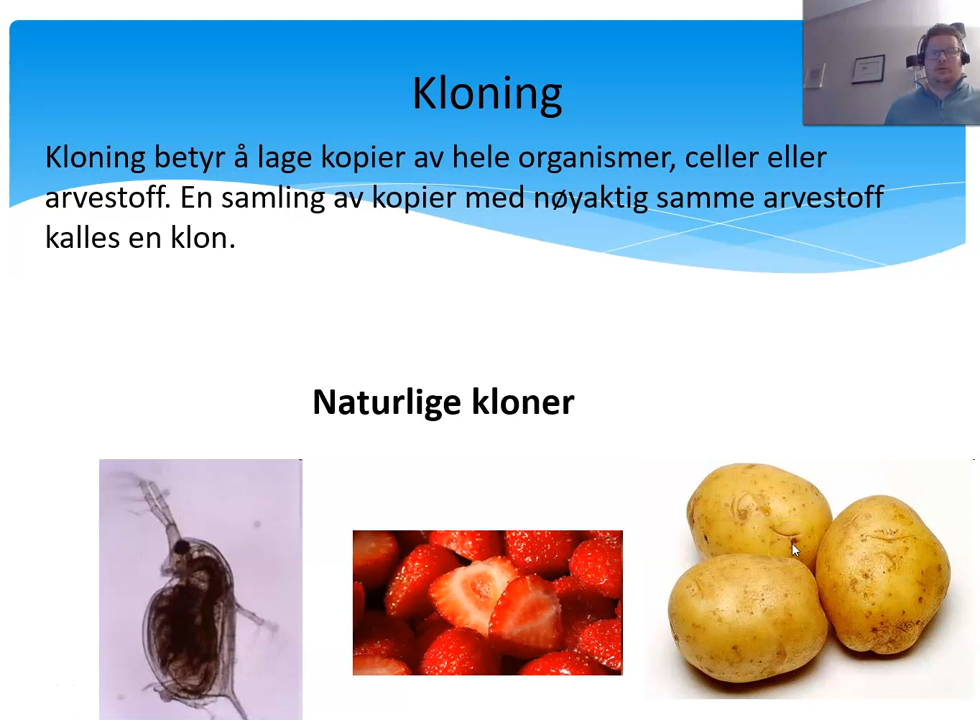 Kloning
Kloning betyr å lage kopier av hele organismer, celler eller
arvestoff. En samling av kopier med nøyaktig samme arvestoff
kalles en klon.
Naturlige kloner